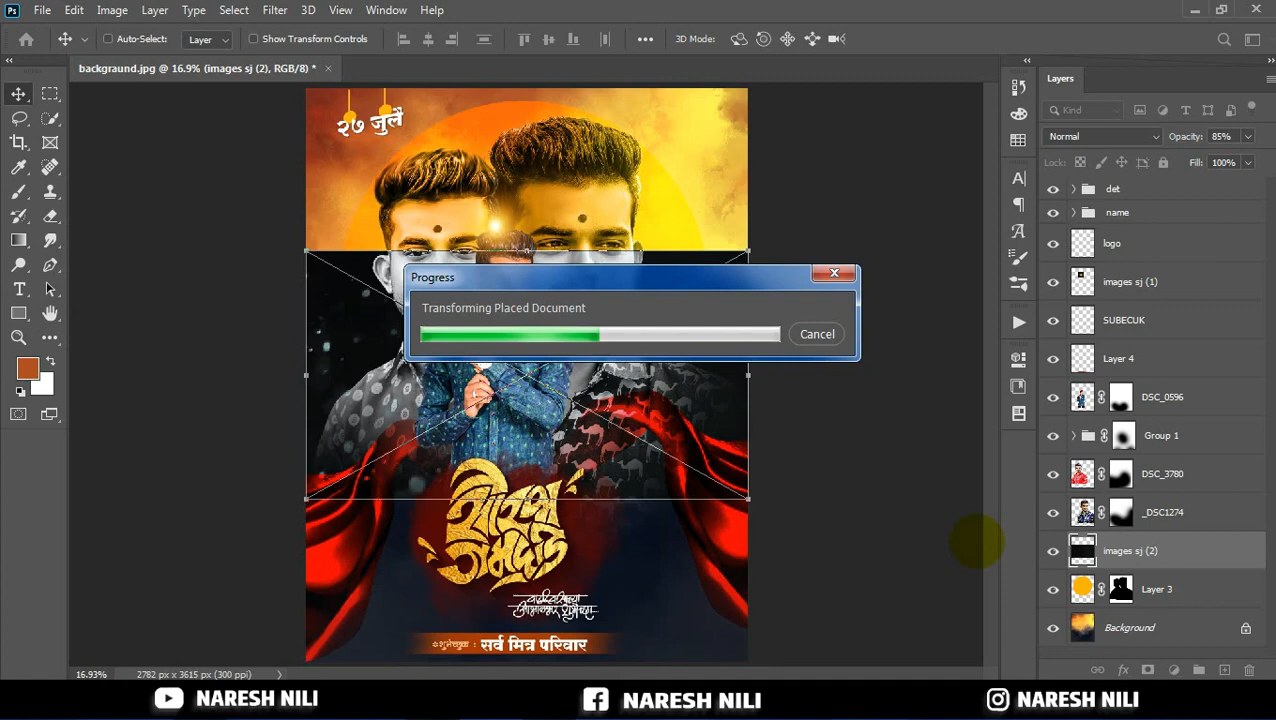 Ps File Edit Image Layer Type Select Filter 3D View Window Help
Auto-Select: Layer Show Transform Controls ••• 3D Mode:
background.jpg @ 16.9% (images sj (2), RGB/8) * ×
Layers
Kind
Normal Opacity: 85%
Lock: Fill: 100%
det
name
logo
images sj (1)
SUBECUK
Layer 4
DSC_0596
Group 1
DSC_3780
_DSC1274
images sj (2)
Layer 3
Background
२७ जुलै
Progress
Transforming Placed Document
Cancel
सर्व मित्र परिवार
16.93% 2782 px x 3615 px (300 ppi)
NARESH NILI NARESH NILI NARESH NILI